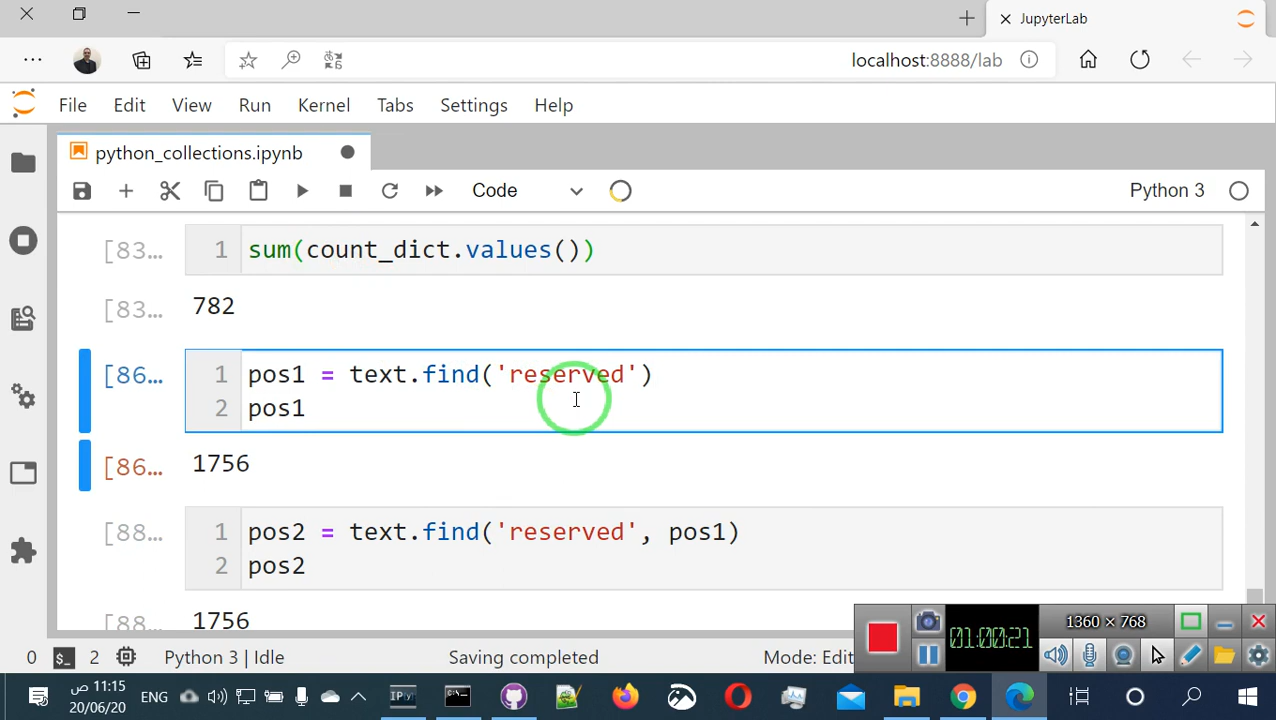 JupyterLab
localhost:8888/lab
File Edit View Run Kernel Tabs Settings Help
python_collections.ipynb
Code
Python 3
[83…
1 sum(count_dict.values())
[83…
782
[86…
1 pos1 = text.find('reserved')
2 pos1
[86…
1756
[88…
1 pos2 = text.find('reserved', pos1)
2 pos2
[88…
1756
1360 × 768
01:00:21
0 $_ 2 Python 3 | Idle Saving completed Mode: Edi
11:15 ص
20/06/20
ENG
IPy